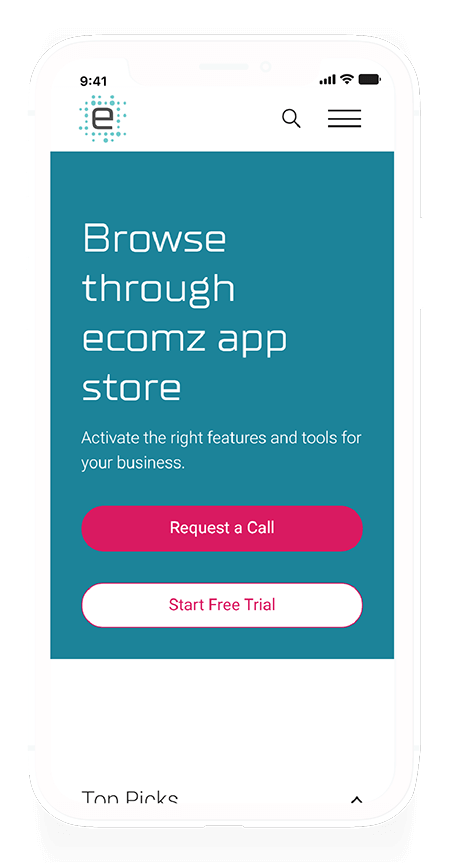 9:41
e
Browse
through
ecomz app
store
Activate the right features and tools for
your business.
Request a Call
Start Free Trial
Top Picks